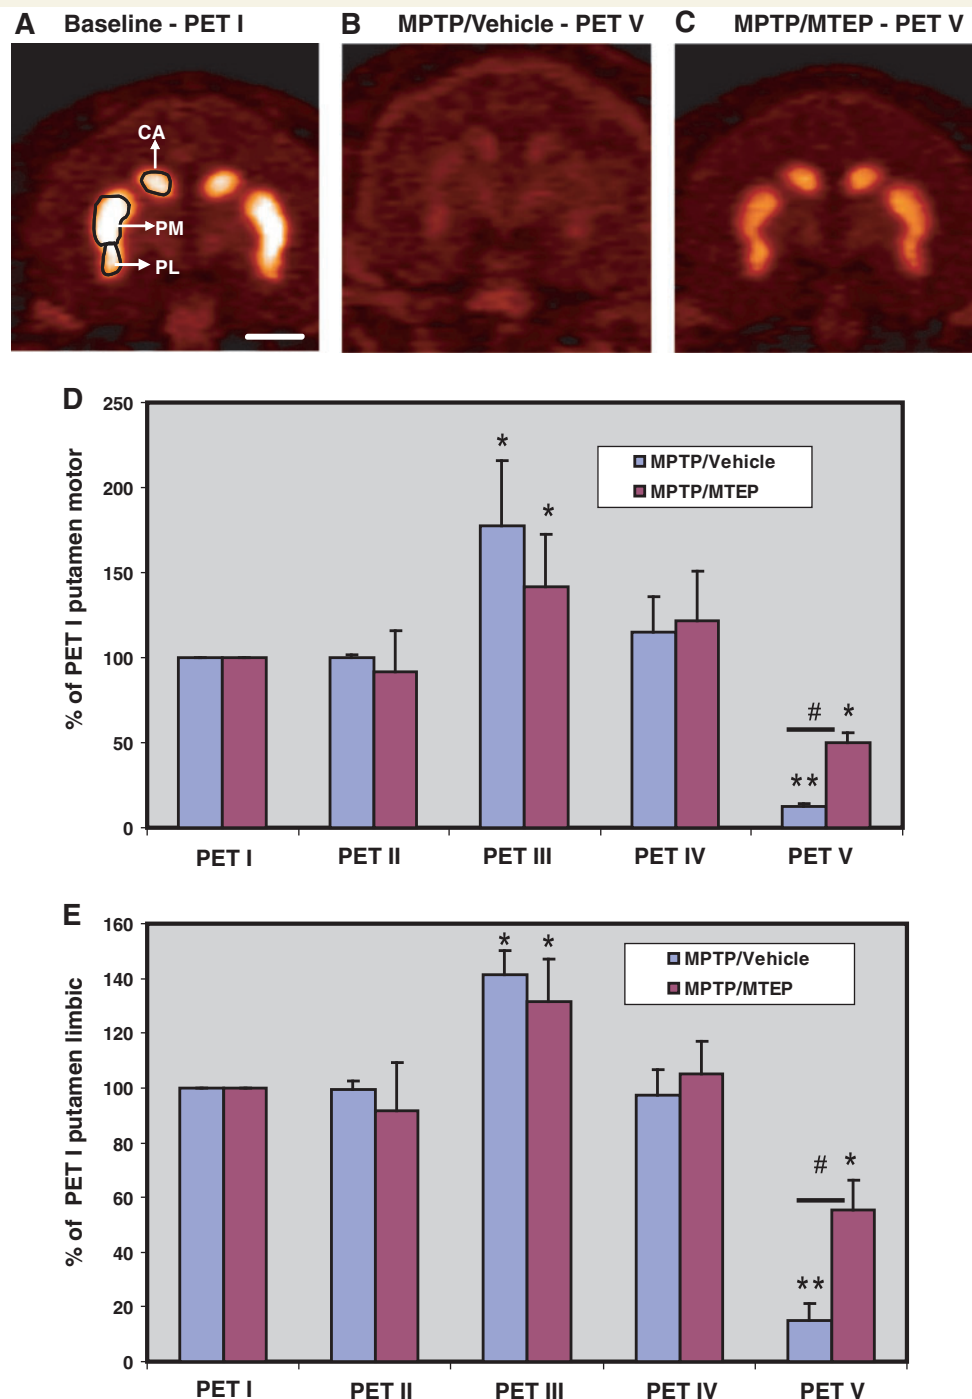 A Baseline - PET I
B MPTP/Vehicle - PET V
C MPTP/MTEP - PET V
CA
PM
PL
D
% of PET I putamen motor
250
200
150
100
50
0
MPTP/Vehicle
MPTP/MTEP
*
*
#
*
**
PET I
PET II
PET III
PET IV
PET V
E
% of PET I putamen limbic
160
140
120
100
80
60
40
20
0
MPTP/Vehicle
MPTP/MTEP
*
*
#
*
**
PET I
PET II
PET III
PET IV
PET V